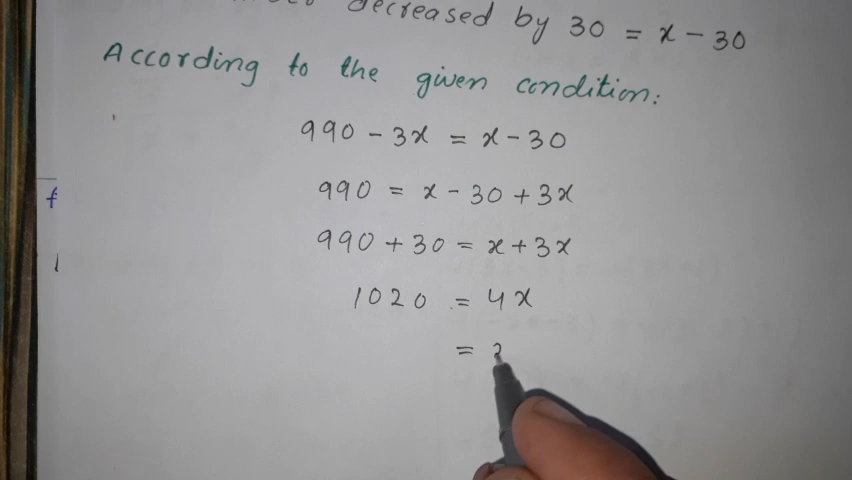 decreased by 30 = x - 30
According to the given condition:
990 - 3x = x - 30
990 = x - 30 + 3x
f
990 + 30 = x + 3x
1020 = 4x
=